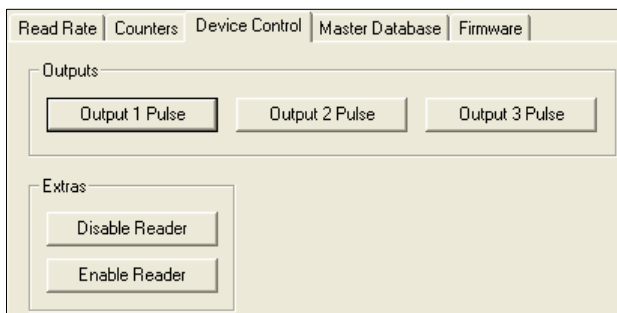 Read Rate Counters Device Control Master Database Firmware
Outputs
Output 1 Pulse Output 2 Pulse Output 3 Pulse
Extras
Disable Reader
Enable Reader